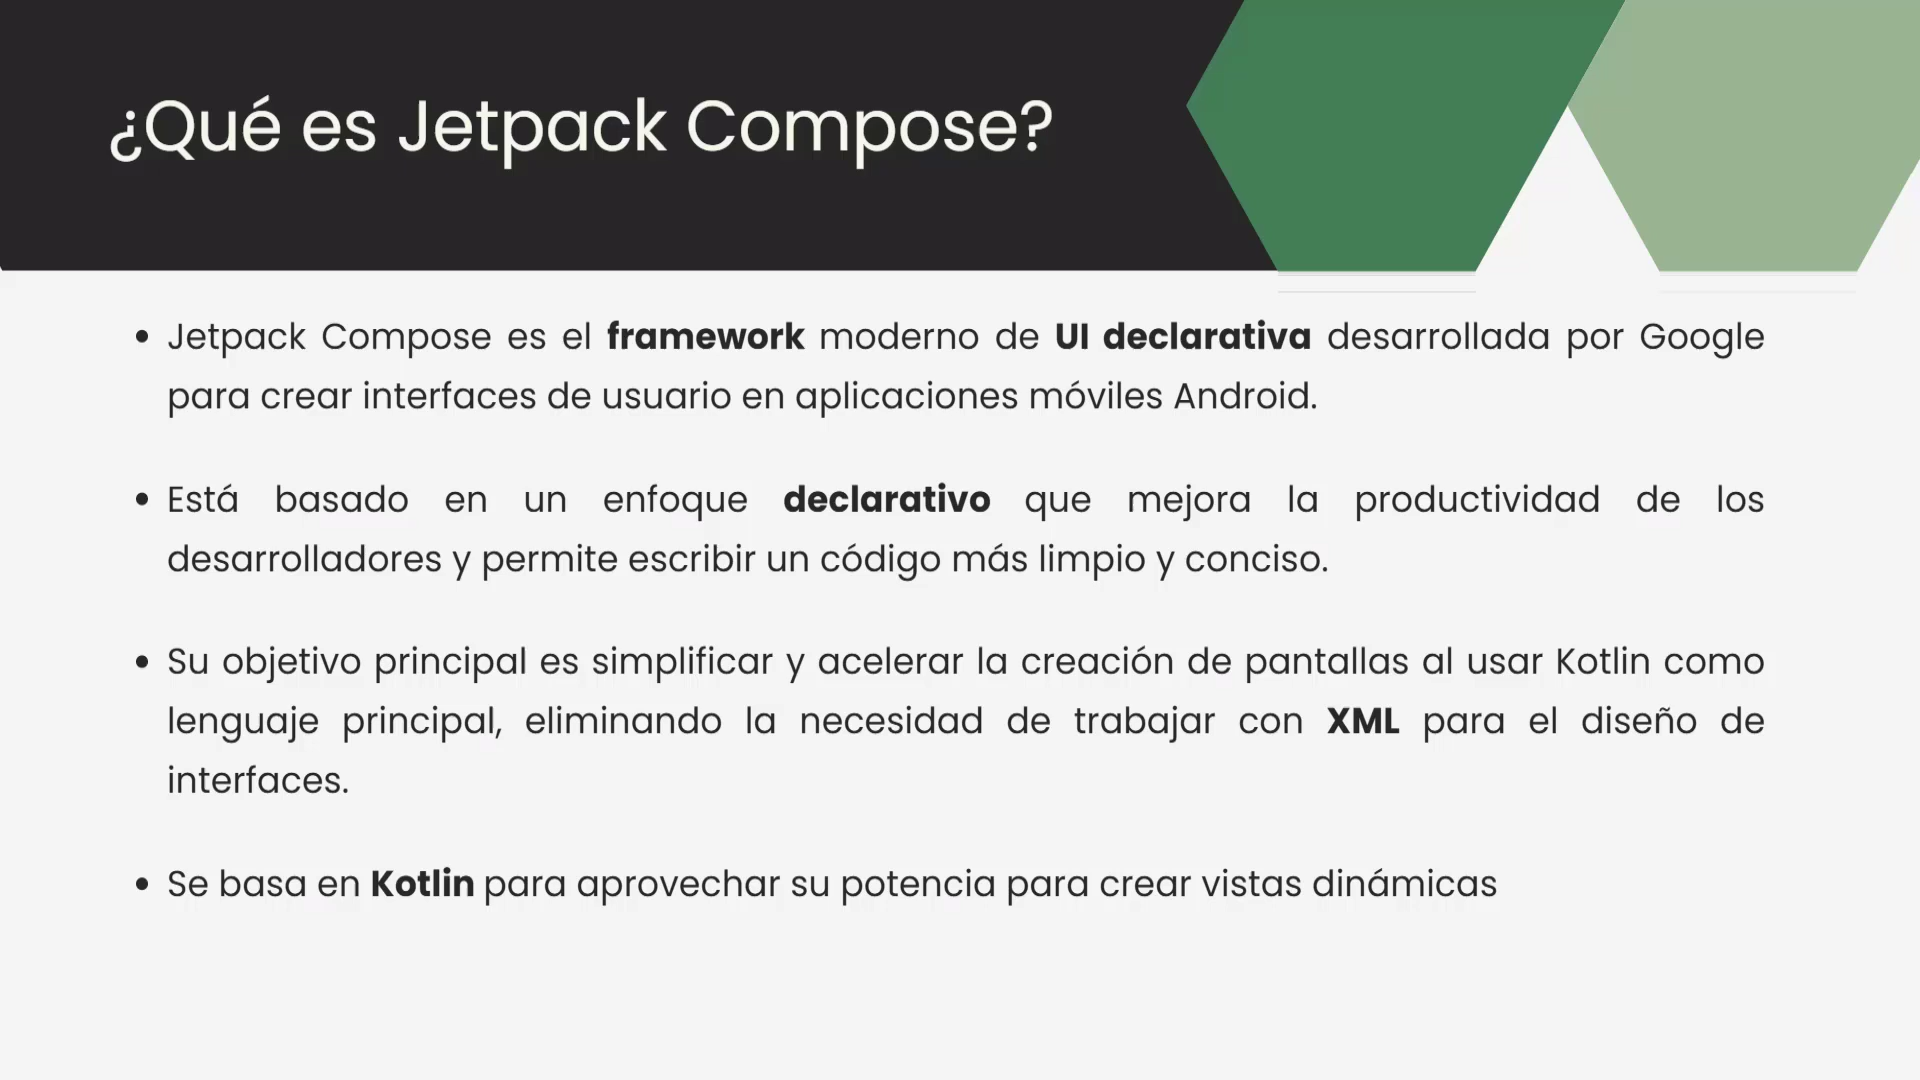 ¿Qué es Jetpack Compose?
• Jetpack Compose es el framework moderno de UI declarativa desarrollada por Google
para crear interfaces de usuario en aplicaciones móviles Android.
• Está basado en un enfoque declarativo que mejora la productividad de los
desarrolladores y permite escribir un código más limpio y conciso.
• Su objetivo principal es simplificar y acelerar la creación de pantallas al usar Kotlin como
lenguaje principal, eliminando la necesidad de trabajar con XML para el diseño de
interfaces.
• Se basa en Kotlin para aprovechar su potencia para crear vistas dinámicas